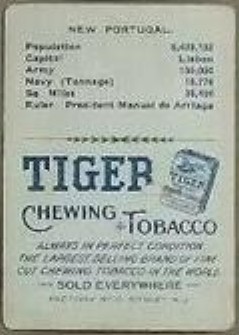 NEW PORTUGAL.
Population
Capital Lisbon
Army
Navy (Tonnage)
Sq. Miles
Ruler President Manuel de Arriaga
TIGER
CHEWING
TOBACCO
TIGER
ALWAYS IN PERFECT CONDITION
THE LARGEST SELLING BRAND OF FINE
CUT CHEWING TOBACCO IN THE WORLD
SOLD EVERYWHERE